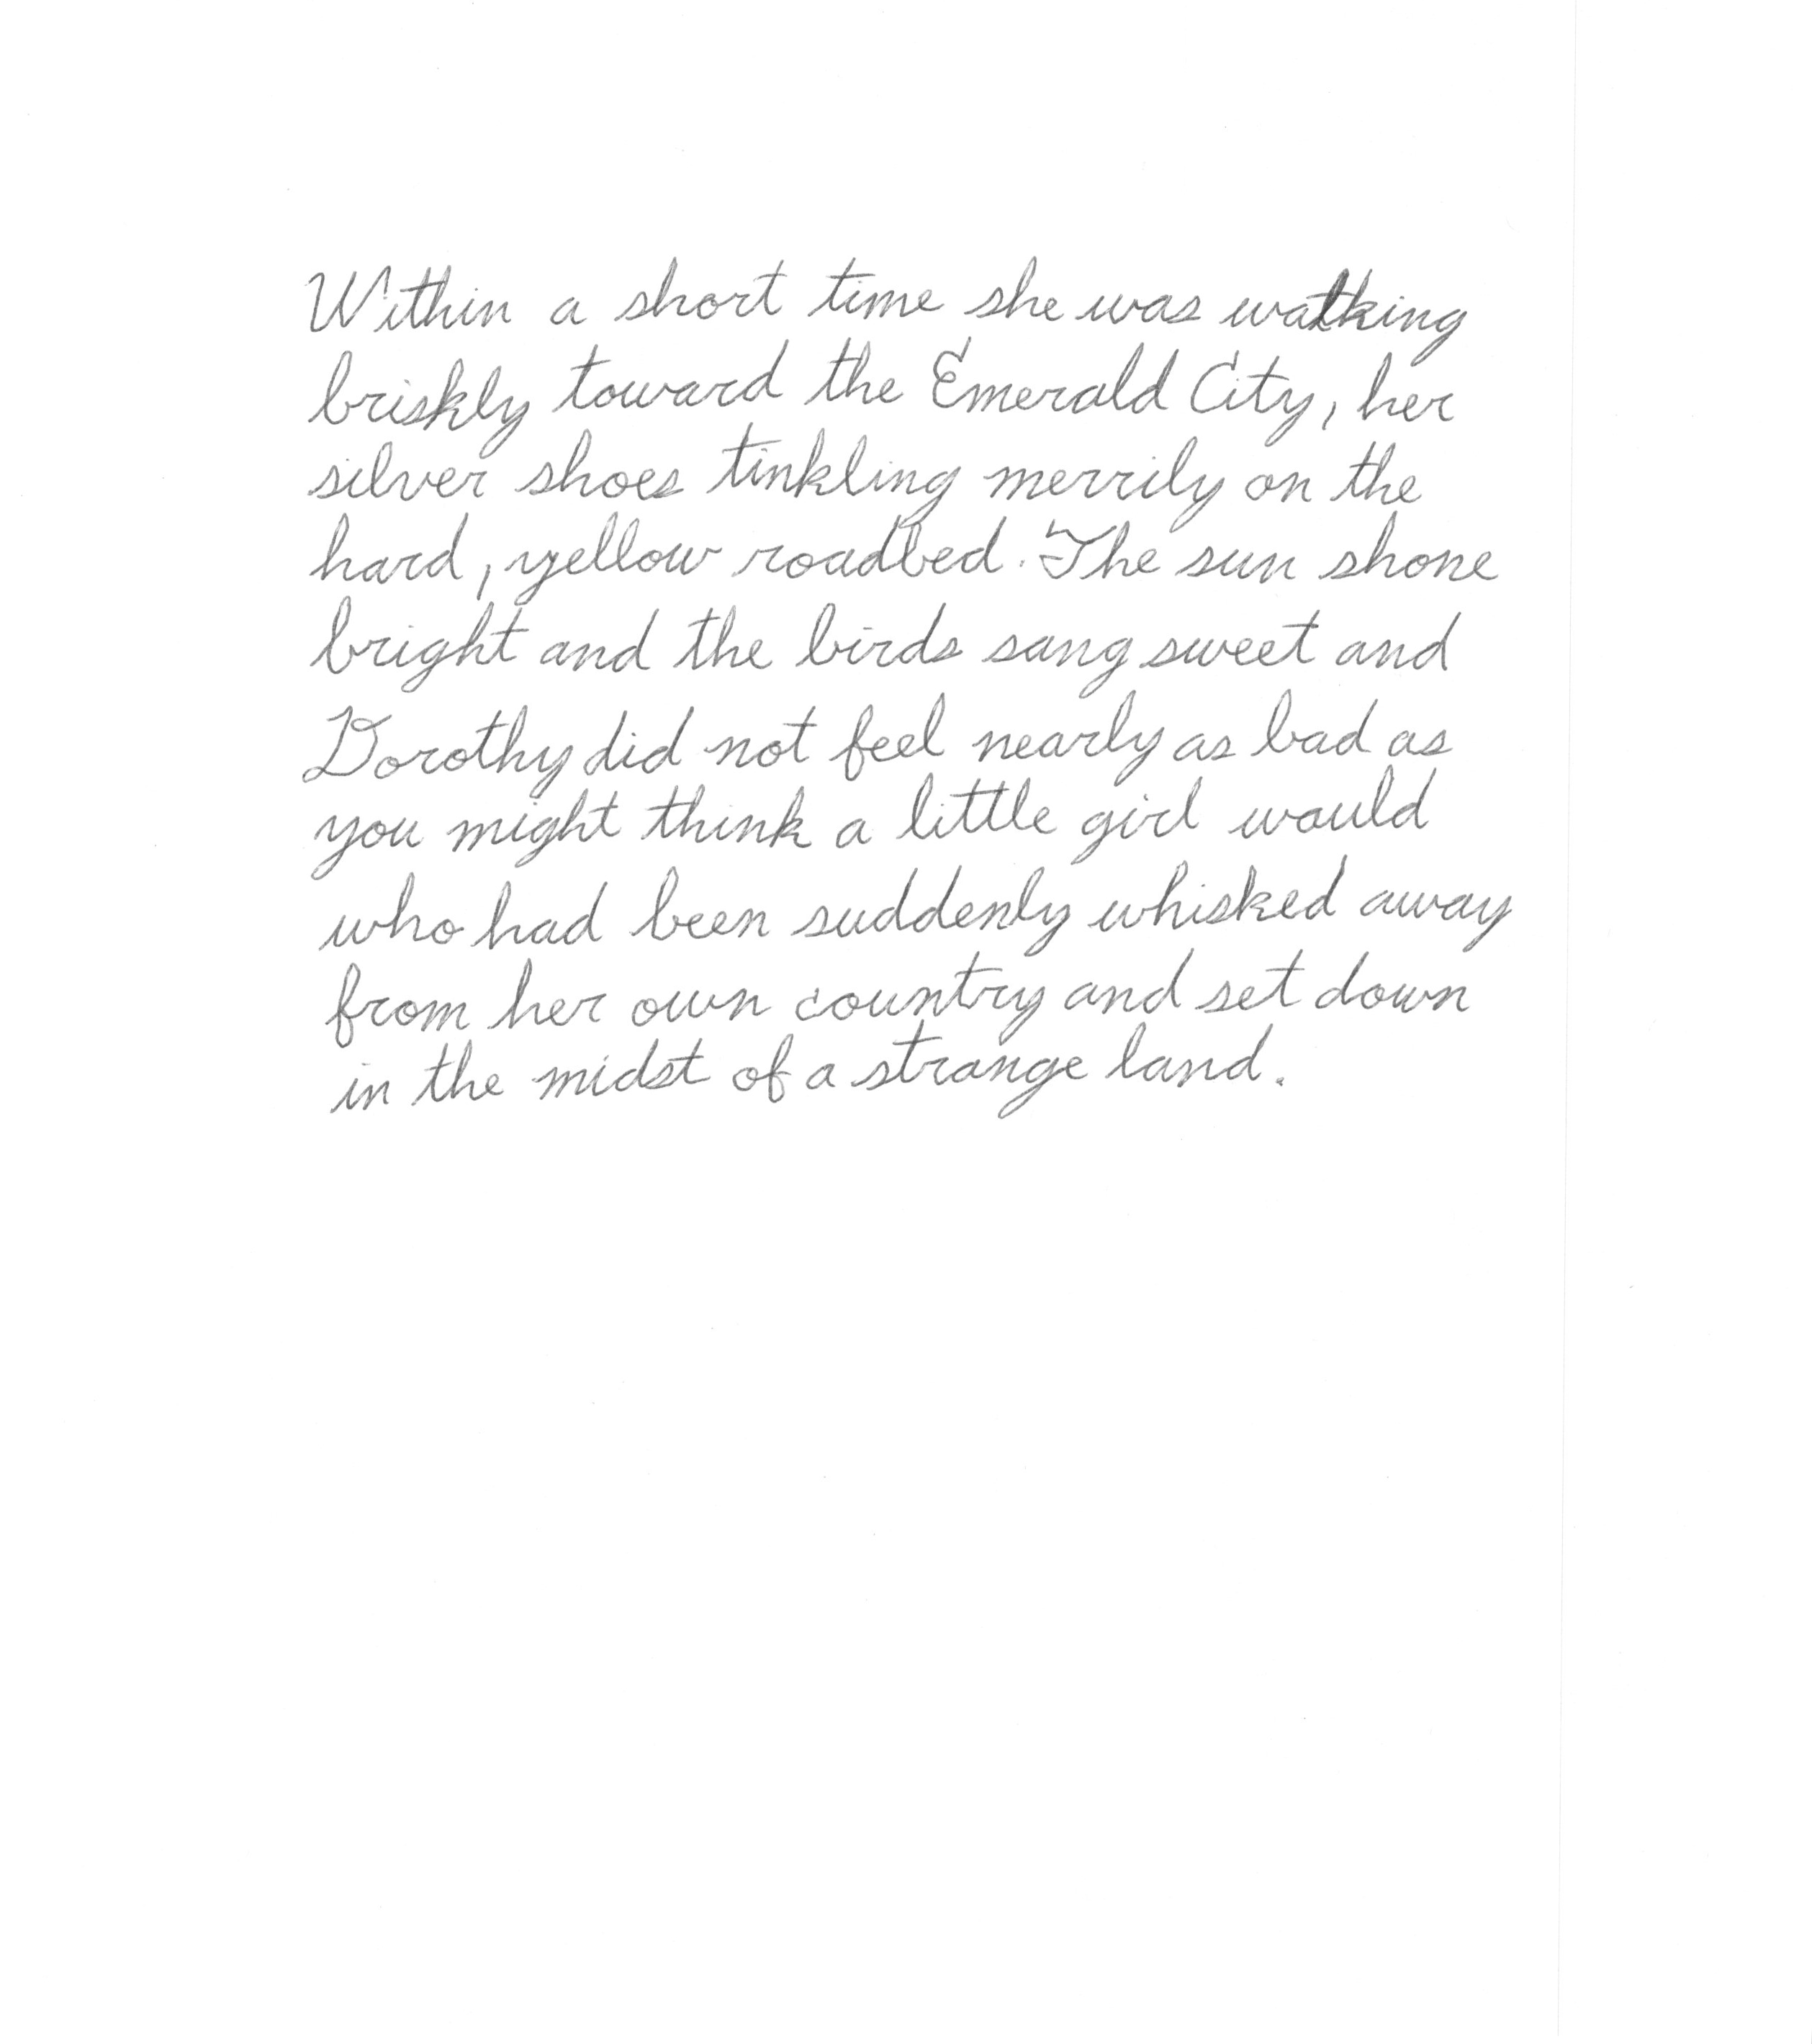 Within a short time she was walking
briskly toward the Emerald City, her
silver shoes tinkling merrily on the
hard, yellow roadbed. The sun shone
bright and the birds sang sweet and
Dorothy did not feel nearly as bad as
you might think a little girl would
who had been suddenly whisked away
from her own country and set down
in the midst of a strange land.